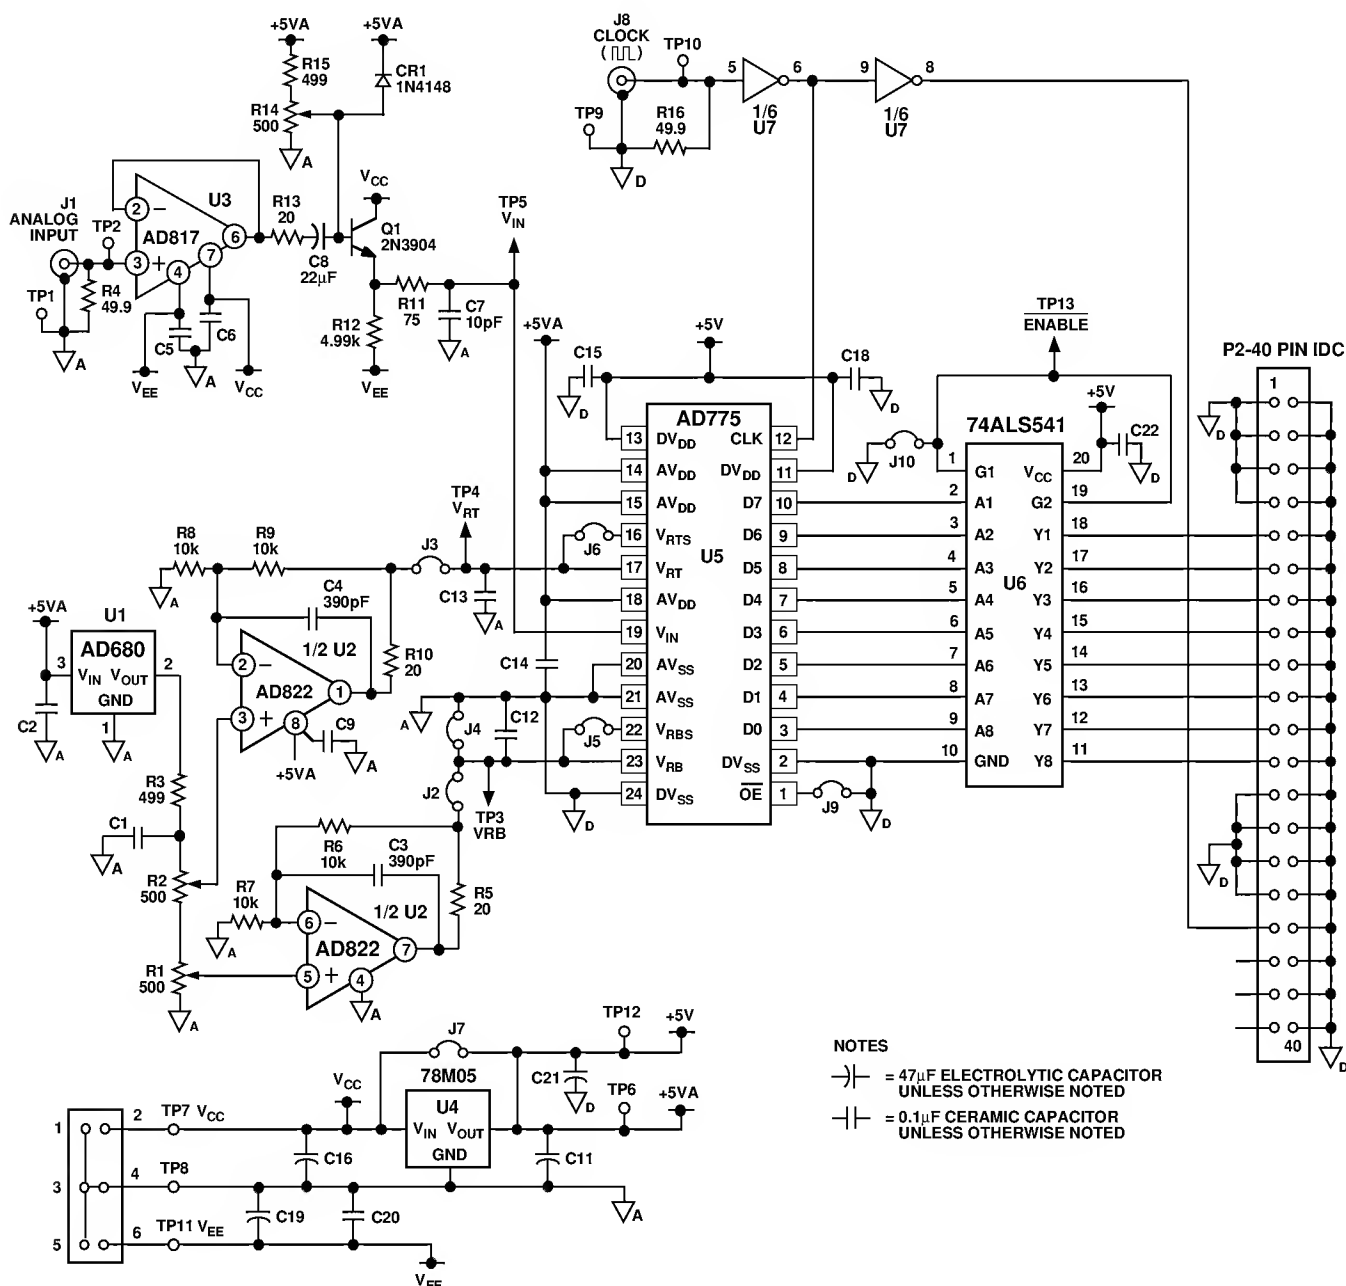 +5VA
R15
499
R14
500
A
+5VA
CR1
1N4148
J8
CLOCK
TP10
5
6
1/6
U7
9
8
1/6
U7
TP9
R16
49.9
D
J1
ANALOG
INPUT
TP2
TP1
R4
49.9
A
U3
AD817
2
–
3
+
4
7
6
C5
C6
A
VEE
VCC
R13
20
C8
22µF
VCC
Q1
2N3904
R12
4.99k
VEE
R11
75
C7
10pF
A
TP5
VIN
+5VA
+5V
C15
D
C18
D
AD775
U5
13 DVDD
14 AVDD
15 AVDD
16 VRTS
17 VRT
18 AVDD
19 VIN
20 AVSS
21 AVSS
22 VRBS
23 VRB
24 DVSS
CLK 12
DVDD 11
D7 10
D6 9
D5 8
D4 7
D3 6
D2 5
D1 4
D0 3
DVSS 2
OE 1
J9
D
D
TP13
ENABLE
J10
D
74ALS541
U6
+5V
C22
D
1 G1
2 A1
3 A2
4 A3
5 A4
6 A5
7 A6
8 A7
9 A8
10 GND
VCC 20
G2 19
Y1 18
Y2 17
Y3 16
Y4 15
Y5 14
Y6 13
Y7 12
Y8 11
P2-40 PIN IDC
1
40
D
D
D
R8
10k
A
R9
10k
J3
TP4
VRT
C13
A
J6
C4
390pF
1/2 U2
AD822
2
–
3
+
1
8
C9
A
+5VA
R10
20
+5VA
U1
AD680
3
VIN
VOUT
2
GND
1
A
C2
A
R3
499
C1
A
R2
500
R1
500
A
C14
A
J4
C12
J5
J2
TP3
VRB
R6
10k
C3
390pF
R7
10k
A
1/2 U2
AD822
6
–
5
+
7
4
A
R5
20
1
2
3
4
5
6
TP7 VCC
TP8
TP11 VEE
VCC
C16
C19
C20
VEE
J7
78M05
U4
VIN
VOUT
GND
C21
D
C11
TP12
+5V
TP6
+5VA
A
NOTES
= 47µF ELECTROLYTIC CAPACITOR
UNLESS OTHERWISE NOTED
= 0.1µF CERAMIC CAPACITOR
UNLESS OTHERWISE NOTED